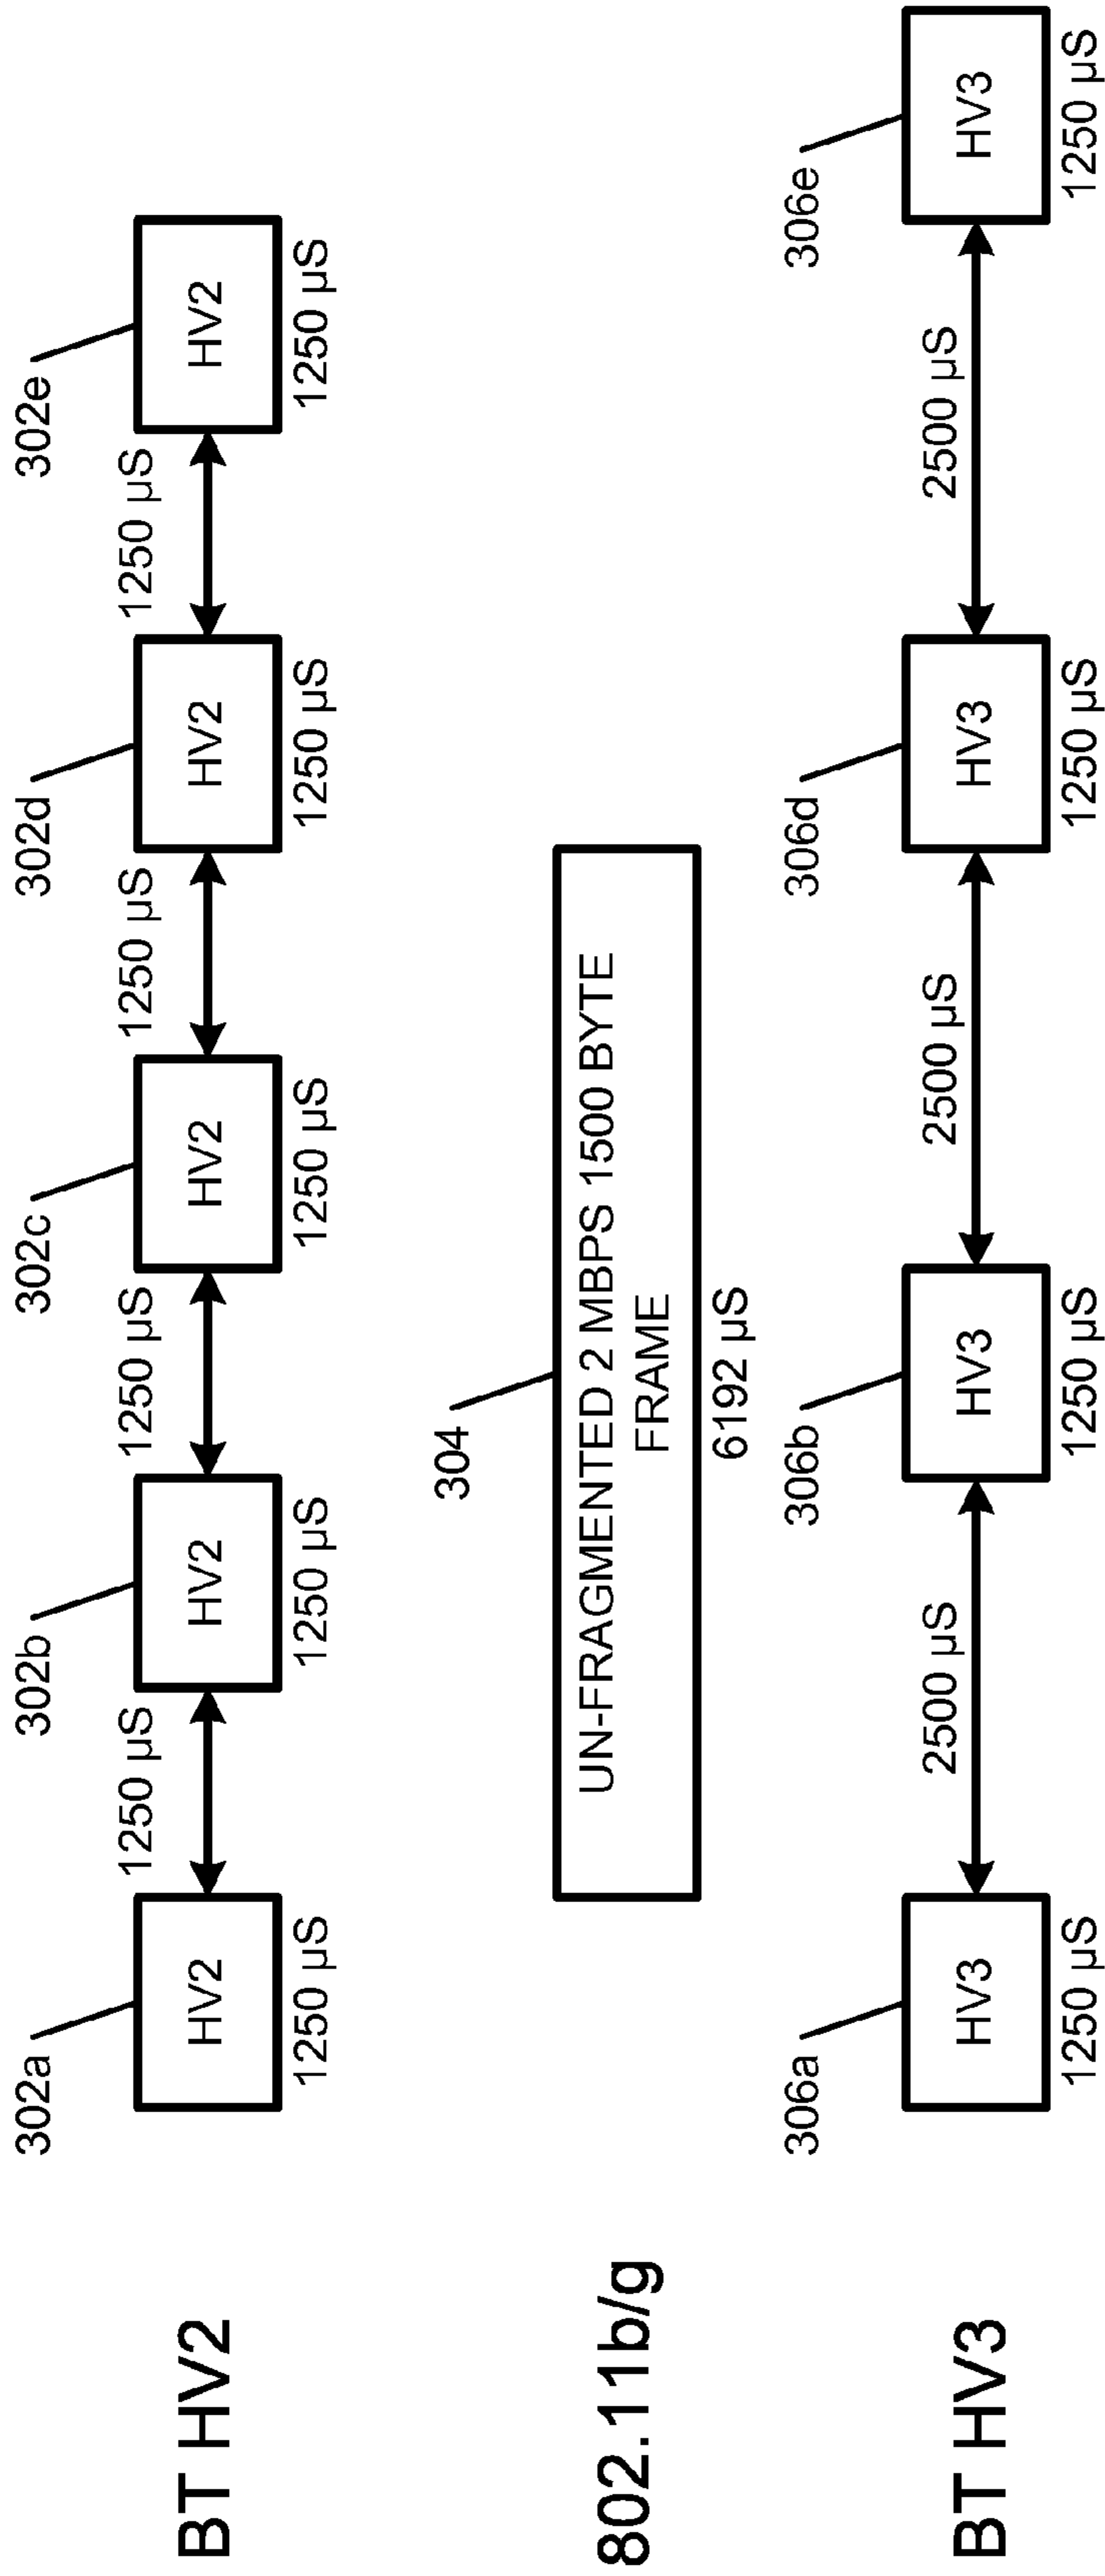 302a
302b
302c
302d
302e
1250 µS
1250 µS
1250 µS
1250 µS
BT HV2
HV2
HV2
HV2
HV2
HV2
1250 µS
1250 µS
1250 µS
1250 µS
1250 µS
304
802.11b/g
UN-FRAGMENTED 2 MBPS 1500 BYTE
FRAME
6192 µS
306a
306b
306d
306e
2500 µS
2500 µS
2500 µS
BT HV3
HV3
HV3
HV3
HV3
1250 µS
1250 µS
1250 µS
1250 µS